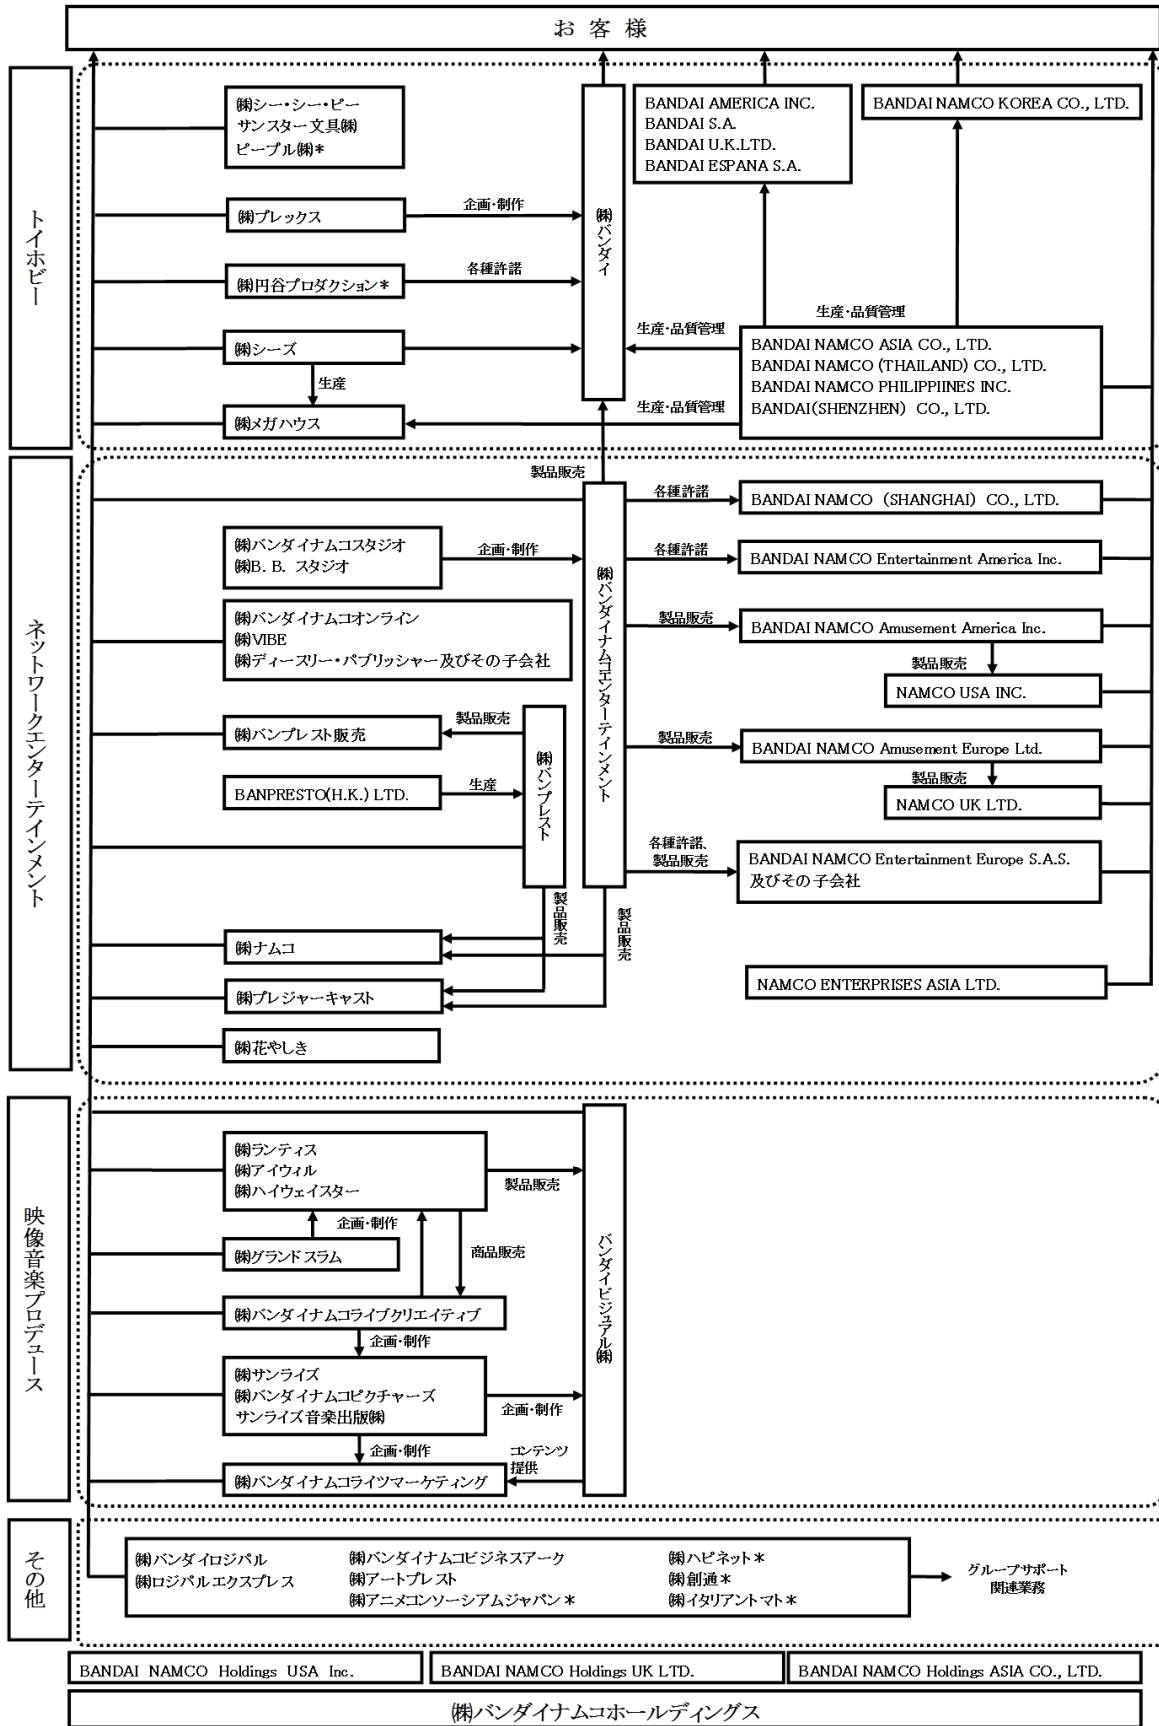 お客様
トイホビー
㈱シー・シー・ピー
サンスター文具㈱
ピープル㈱*
㈱プレックス
企画・制作
㈱円谷プロダクション*
各種許諾
㈱シーズ
生産
㈱メガハウス
㈱バンダイ
BANDAI AMERICA INC.
BANDAI S.A.
BANDAI U.K.LTD.
BANDAI ESPANA S.A.
BANDAI NAMCO KOREA CO., LTD.
生産・品質管理
生産・品質管理
BANDAI NAMCO ASIA CO., LTD.
BANDAI NAMCO (THAILAND) CO., LTD.
BANDAI NAMCO PHILIPPIINES INC.
BANDAI(SHENZHEN) CO., LTD.
生産・品質管理
製品販売
ネットワークエンターテインメント
㈱バンダイナムコスタジオ
㈱B.B.スタジオ
企画・制作
㈱バンダイナムコオンライン
㈱VIBE
㈱ディースリー・パブリッシャー及びその子会社
㈱バンプレスト販売
製品販売
BANPRESTO(H.K.) LTD.
生産
㈱バンプレスト
㈱バンダイナムコエンターテインメント
各種許諾
BANDAI NAMCO (SHANGHAI) CO., LTD.
各種許諾
BANDAI NAMCO Entertainment America Inc.
製品販売
BANDAI NAMCO Amusement America Inc.
製品販売
NAMCO USA INC.
製品販売
BANDAI NAMCO Amusement Europe Ltd.
製品販売
NAMCO UK LTD.
各種許諾、
製品販売
BANDAI NAMCO Entertainment Europe S.A.S.
及びその子会社
製品販売
製品販売
㈱ナムコ
㈱プレジャーキャスト
㈱花やしき
NAMCO ENTERPRISES ASIA LTD.
映像音楽プロデュース
㈱ランティス
㈱アイウィル
㈱ハイウェイスター
製品販売
企画・制作
㈱グランドスラム
商品販売
㈱バンダイナムコライブクリエイティブ
企画・制作
㈱サンライズ
㈱バンダイナムコピクチャーズ
サンライズ音楽出版㈱
企画・制作
企画・制作
コンテンツ
提供
㈱バンダイナムコライツマーケティング
バンダイビジュアル㈱
その他
㈱バンダイロジパル
㈱ロジパルエクスプレス
㈱バンダイナムコビジネスアーク
㈱アートプレスト
㈱アニメコンソーシアムジャパン*
㈱ハピネット*
㈱創通*
㈱イタリアントマト*
グループサポート
関連業務
BANDAI NAMCO Holdings USA Inc.
BANDAI NAMCO Holdings UK LTD.
BANDAI NAMCO Holdings ASIA CO., LTD.
㈱バンダイナムコホールディングス